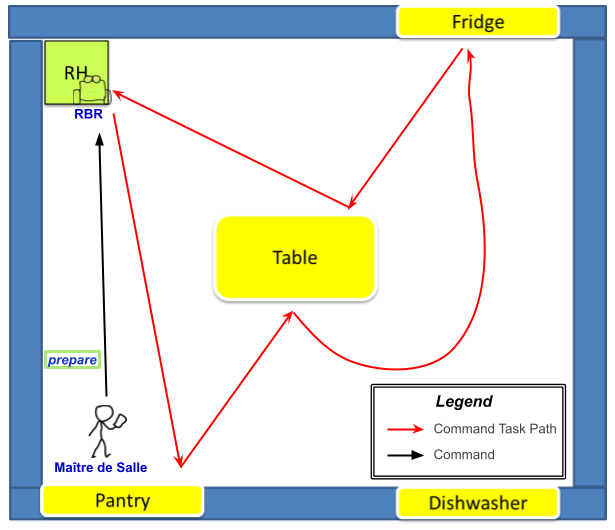 Fridge
RH
RBR
Table
prepare
Maître de Salle
Legend
Command Task Path
Command
Pantry
Dishwasher